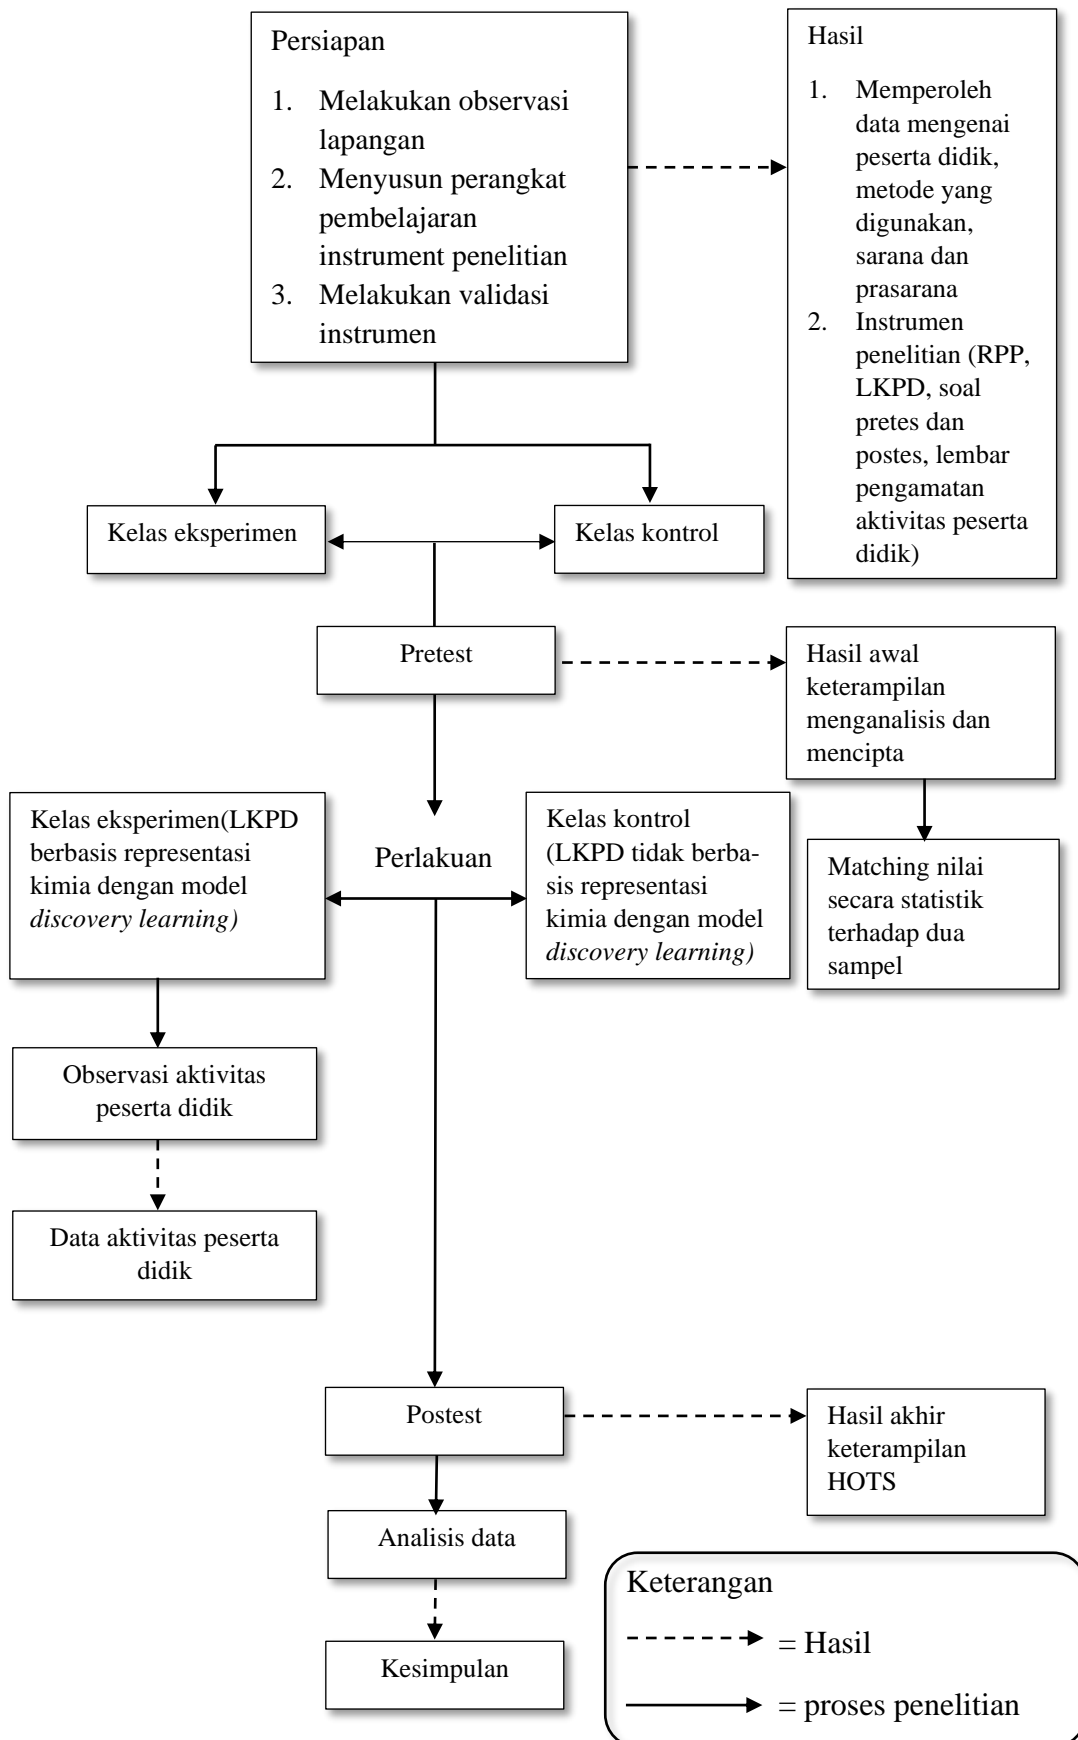 Persiapan
1. Melakukan observasi
lapangan
2. Menyusun perangkat
pembelajaran
instrument penelitian
3. Melakukan validasi
instrumen
Hasil
1. Memperoleh
data mengenai
peserta didik,
metode yang
digunakan,
sarana dan
prasarana
2. Instrumen
penelitian (RPP,
LKPD, soal
pretes dan
postes, lembar
pengamatan
aktivitas peserta
didik)
Kelas eksperimen
Kelas kontrol
Pretest
Hasil awal
keterampilan
menganalisis dan
mencipta
Kelas eksperimen(LKPD
berbasis representasi
kimia dengan model
discovery learning)
Perlakuan
Kelas kontrol
(LKPD tidak berba-
sis representasi
kimia dengan model
discovery learning)
Matching nilai
secara statistik
terhadap dua
sampel
Observasi aktivitas
peserta didik
Data aktivitas peserta
didik
Postest
Hasil akhir
keterampilan
HOTS
Analisis data
Kesimpulan
Keterangan
= Hasil
= proses penelitian